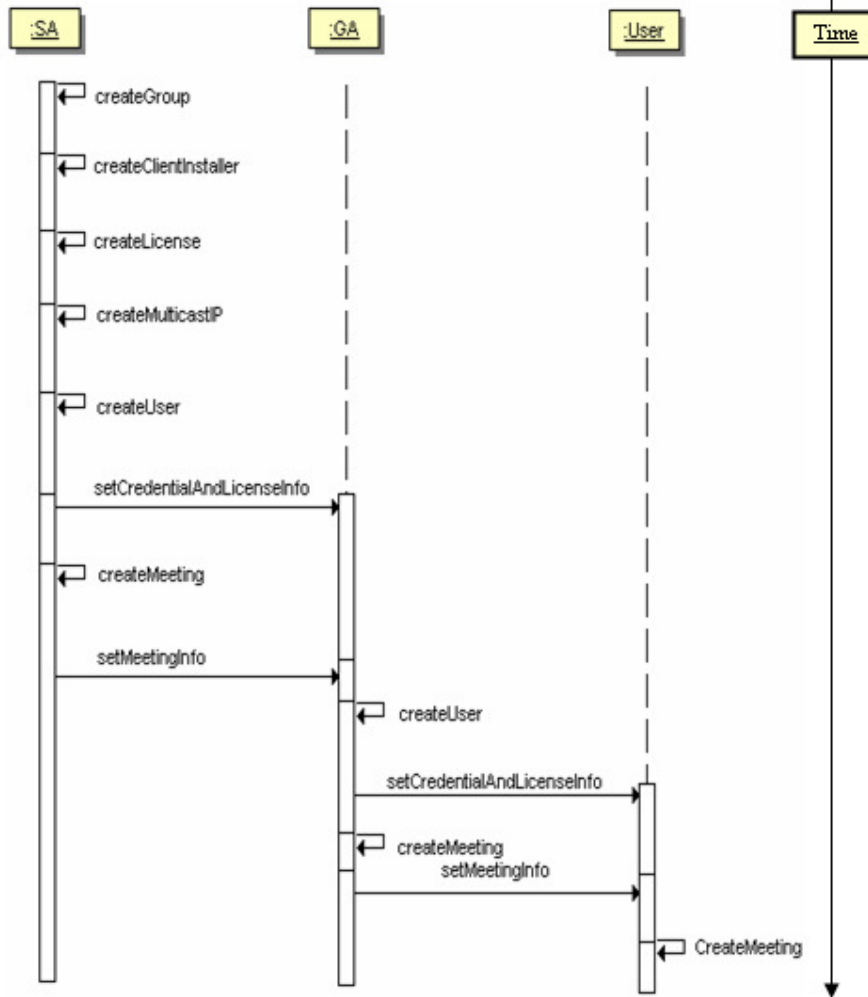 :SA
:GA
:User
Time
createGroup
createClientInstaller
createLicense
createMulticastIP
createUser
setCredentialAndLicenseInfo
createMeeting
setMeetingInfo
createUser
setCredentialAndLicenseInfo
createMeeting
setMeetingInfo
CreateMeeting